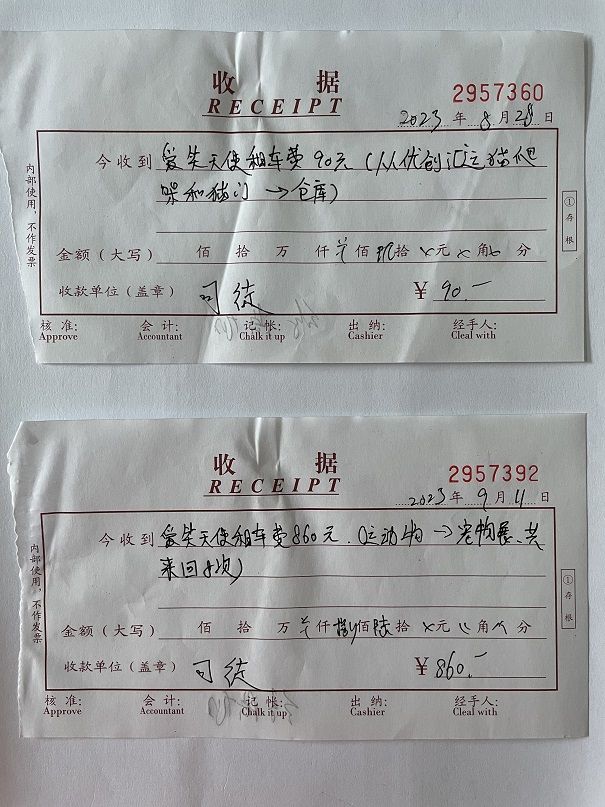 收 据
RECEIPT
2957360
2023 年 8 月 28 日
今收到 爱笑天使租车费90元（从优创汇运猫爬
架和猫门→仓库）
金额（大写） 佰 拾 万 仟 佰 玖拾 元 角 分
收款单位（盖章） 司徒 ¥ 90.—
核 准: 会 计: 记 帐: 出 纳: 经手人:
Approve Accountant Chalk it up Cashier Cleal with
内部使用，不作发票
①存根
收 据
RECEIPT
2957392
2023 年 9 月 11 日
今收到 爱笑天使租车费860元.（运动物→宠物展、共
来回 次）
金额（大写） 佰 拾 万 仟 捌佰 陆拾 元 角 分
收款单位（盖章） 司徒 ¥ 860.—
核 准: 会 计: 记 帐: 出 纳: 经手人:
Approve Accountant Chalk it up Cashier Cleal with
内部使用，不作发票
①存根